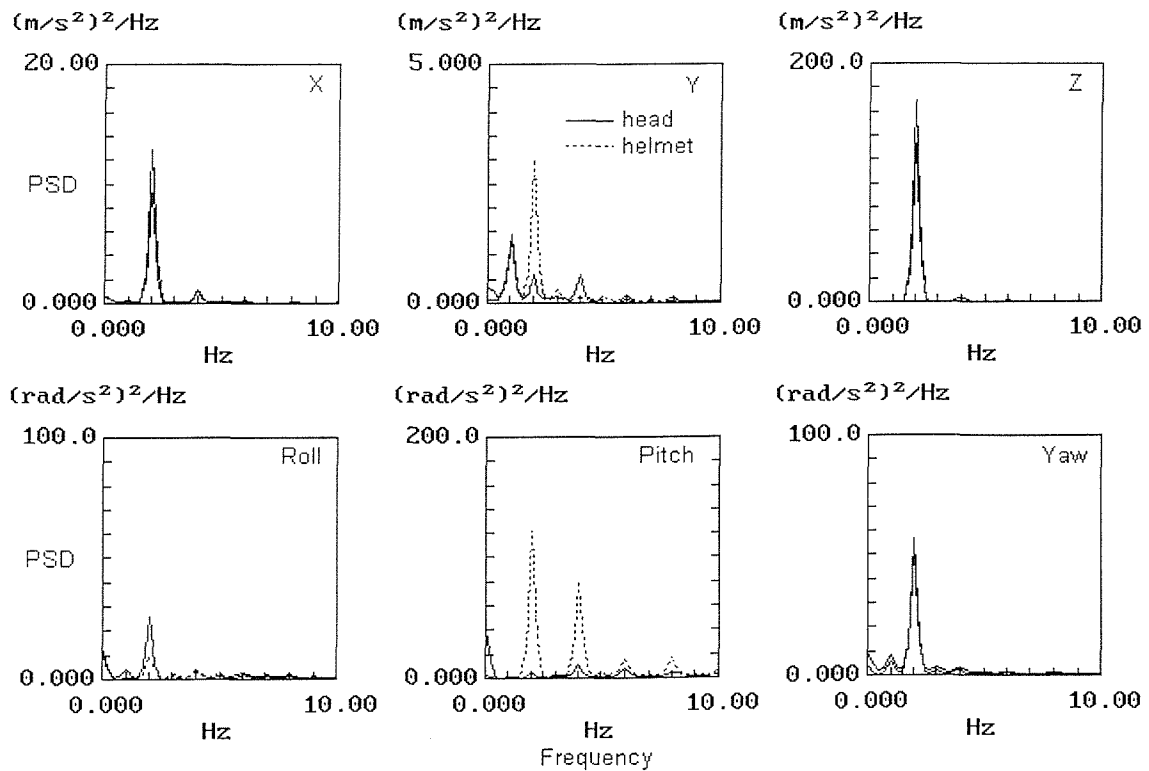 (m/s²)²/Hz
20.00
X
PSD
0.000
0.000 10.00
Hz
(m/s²)²/Hz
5.000
Y
head
helmet
0.000
0.000 10.00
Hz
(m/s²)²/Hz
200.0
Z
0.000
0.000 10.00
Hz
(rad/s²)²/Hz
100.0
Roll
PSD
0.000
0.000 10.00
Hz
(rad/s²)²/Hz
200.0
Pitch
0.000
0.000 10.00
Hz
Frequency
(rad/s²)²/Hz
100.0
Yaw
0.000
0.000 10.00
Hz